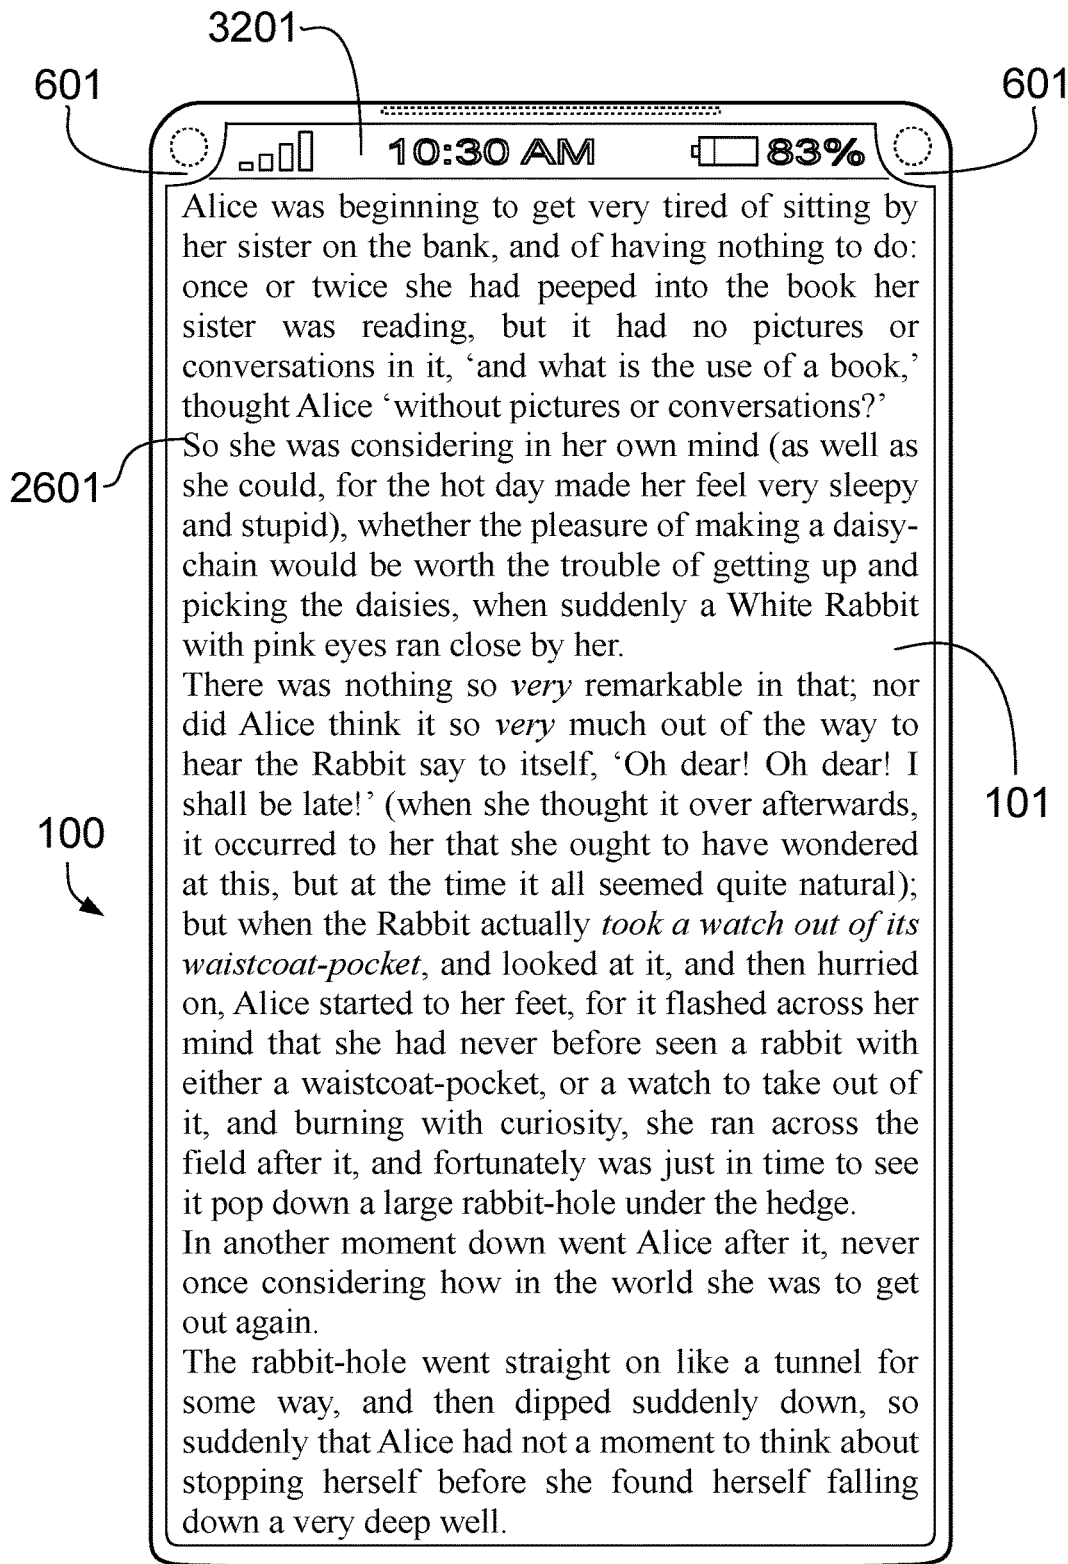 3201
601 601
10:30 AM 83%
Alice was beginning to get very tired of sitting by
her sister on the bank, and of having nothing to do:
once or twice she had peeped into the book her
sister was reading, but it had no pictures or
conversations in it, ‘and what is the use of a book,’
thought Alice ‘without pictures or conversations?’
So she was considering in her own mind (as well as
2601
she could, for the hot day made her feel very sleepy
and stupid), whether the pleasure of making a daisy-
chain would be worth the trouble of getting up and
picking the daisies, when suddenly a White Rabbit
with pink eyes ran close by her.
There was nothing so very remarkable in that; nor
did Alice think it so very much out of the way to
hear the Rabbit say to itself, ‘Oh dear! Oh dear! I
shall be late!’ (when she thought it over afterwards,
101
100
it occurred to her that she ought to have wondered
at this, but at the time it all seemed quite natural);
but when the Rabbit actually took a watch out of its
waistcoat-pocket, and looked at it, and then hurried
on, Alice started to her feet, for it flashed across her
mind that she had never before seen a rabbit with
either a waistcoat-pocket, or a watch to take out of
it, and burning with curiosity, she ran across the
field after it, and fortunately was just in time to see
it pop down a large rabbit-hole under the hedge.
In another moment down went Alice after it, never
once considering how in the world she was to get
out again.
The rabbit-hole went straight on like a tunnel for
some way, and then dipped suddenly down, so
suddenly that Alice had not a moment to think about
stopping herself before she found herself falling
down a very deep well.